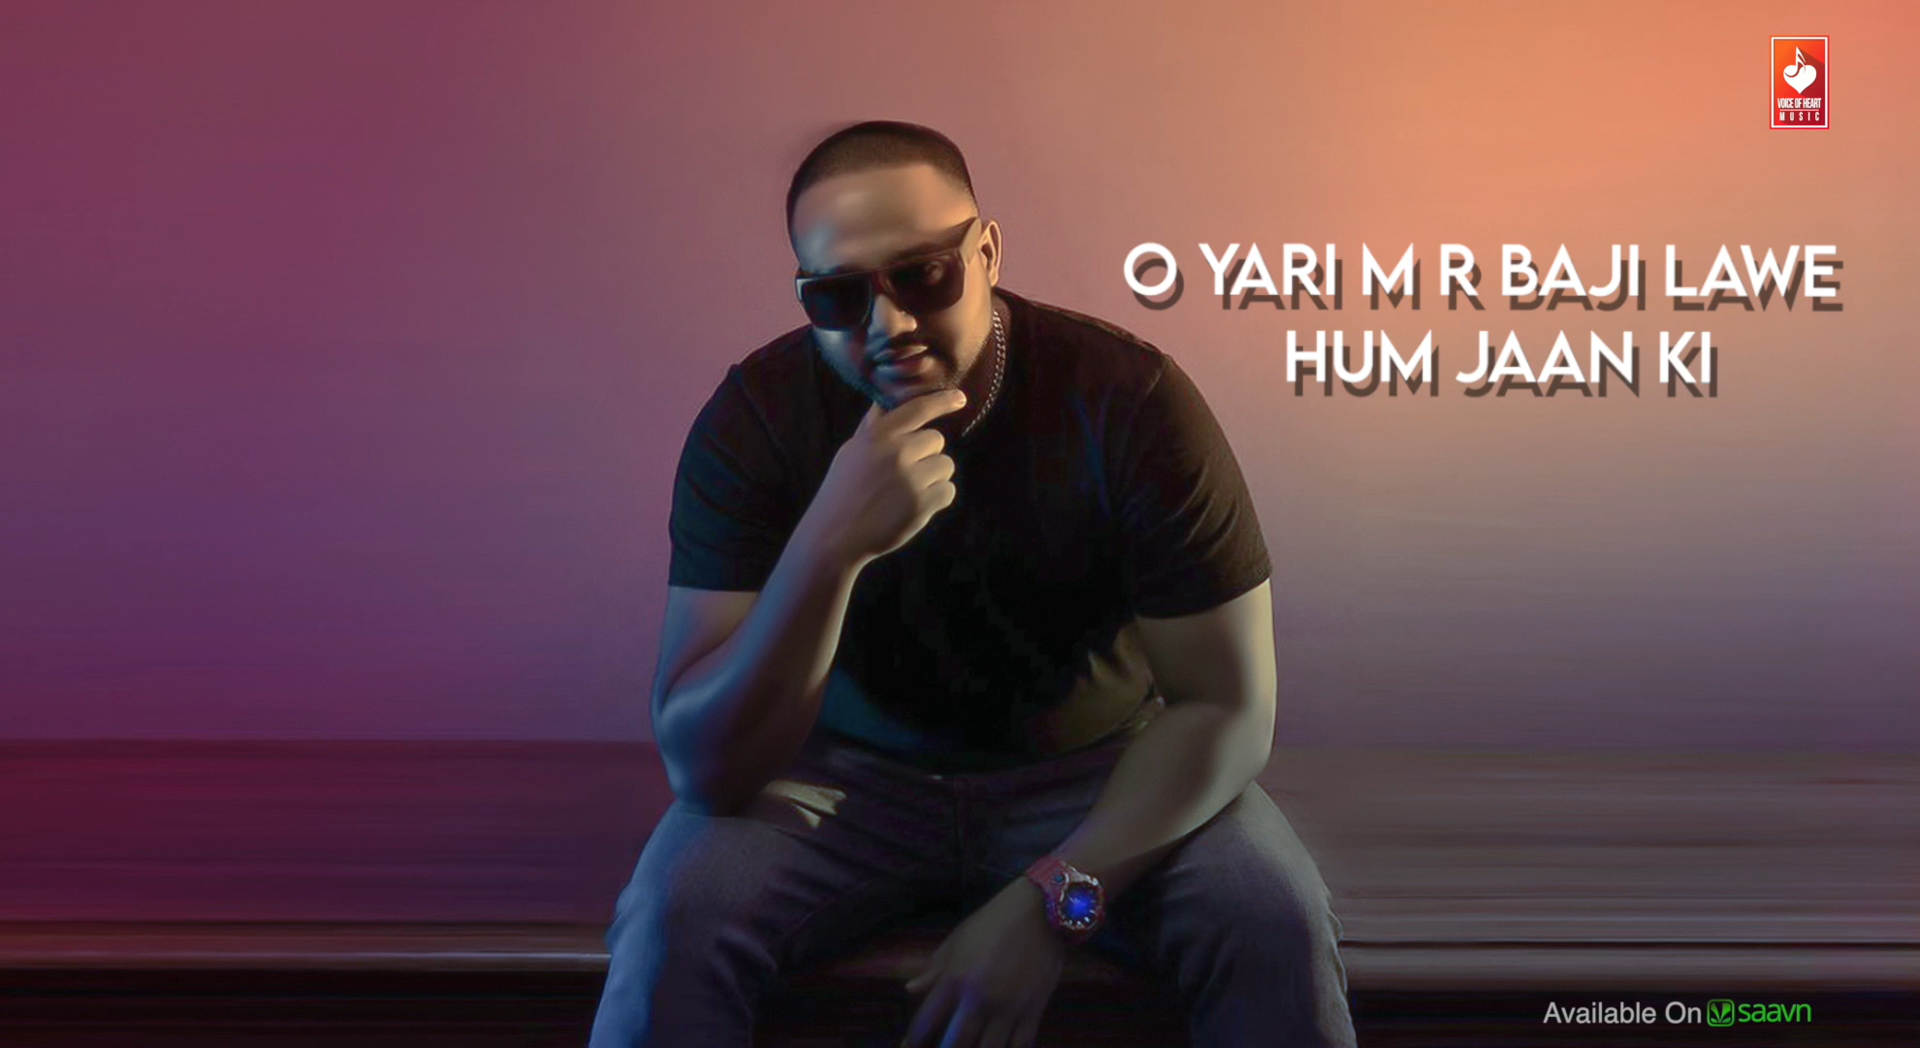 VOICE OF HEART
MUSIC
O YARI M R BAJI LAWE
HUM JAAN KI
Available On saavn